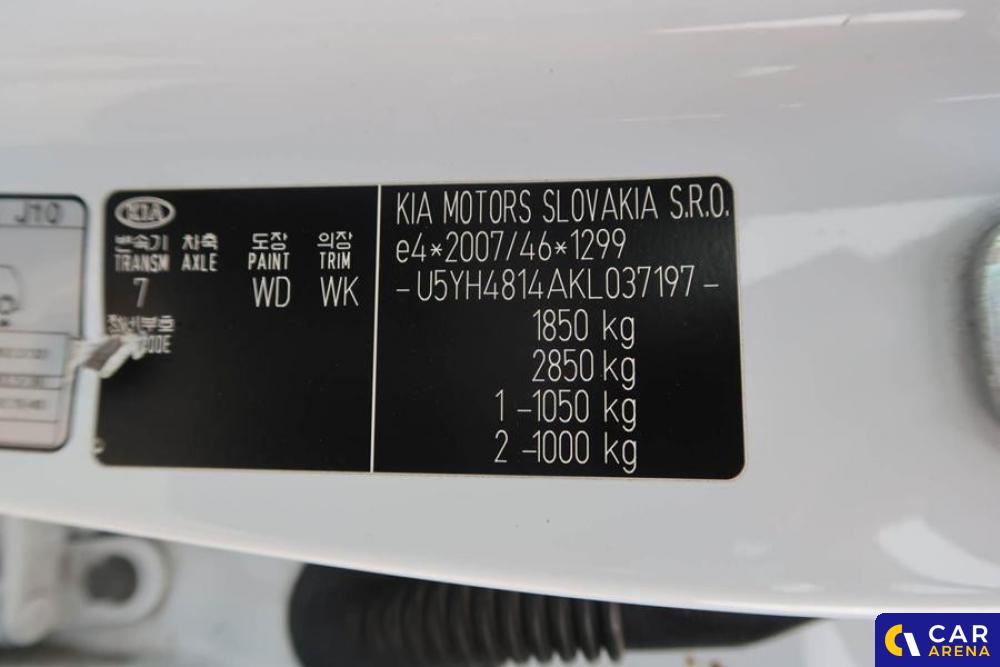 J10
KIA
변속기 차축 도장 의장
TRANSM AXLE PAINT TRIM
7 WD WK
KIA MOTORS SLOVAKIA S.R.O.
e4*2007/46*1299
-U5YH4814AKL037197-
1850 kg
2850 kg
1 -1050 kg
2 -1000 kg
CAR
ARENA